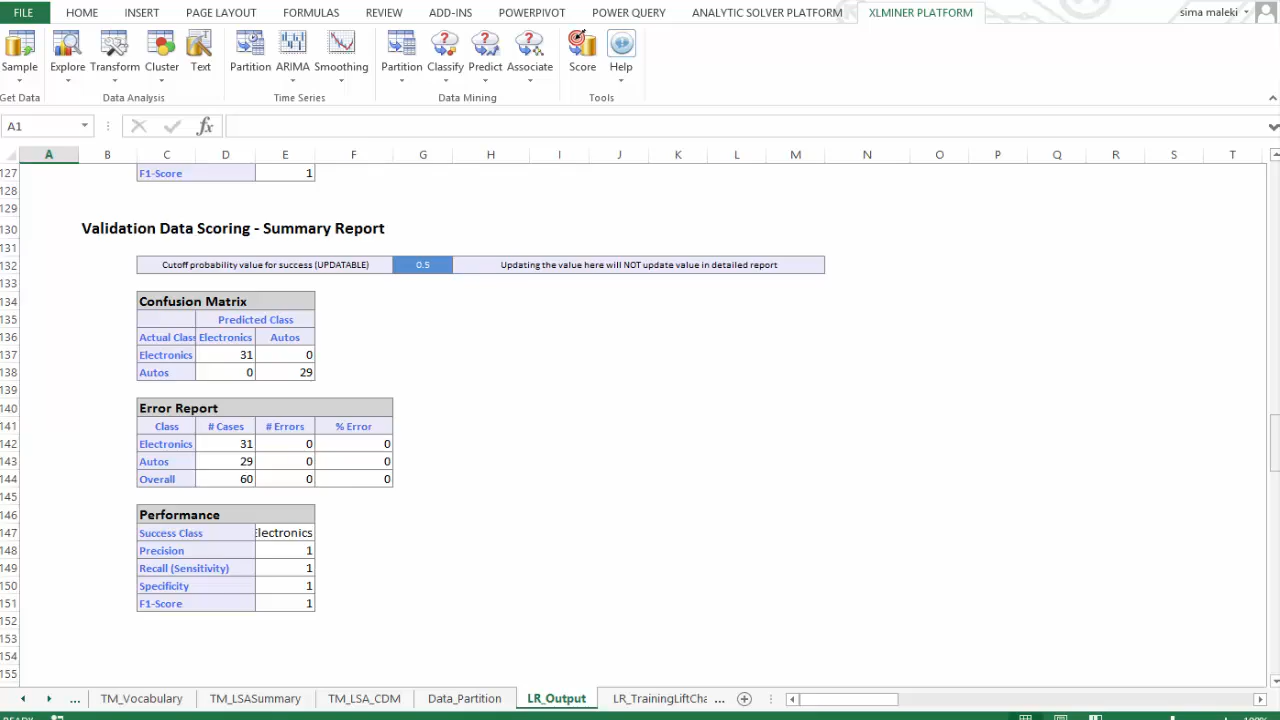 FILE HOME INSERT PAGE LAYOUT FORMULAS REVIEW ADD-INS POWERPIVOT POWER QUERY ANALYTIC SOLVER PLATFORM XLMINER PLATFORM sima maleki
Sample Explore Transform Cluster Text Partition ARIMA Smoothing Partition Classify Predict Associate Score Help
Get Data Data Analysis Time Series Data Mining Tools
A1 fx
A B C D E F G H I J K L M N O P Q R S T
127 F1-Score 1
128
129
130 Validation Data Scoring - Summary Report
131
132 Cutoff probability value for success (UPDATABLE) 0.5 Updating the value here will NOT update value in detailed report
133
134 Confusion Matrix
135 Predicted Class
136 Actual Class Electronics Autos
137 Electronics 31 0
138 Autos 0 29
139
140 Error Report
141 Class # Cases # Errors % Error
142 Electronics 31 0 0
143 Autos 29 0 0
144 Overall 60 0 0
145
146 Performance
147 Success Class Electronics
148 Precision 1
149 Recall (Sensitivity) 1
150 Specificity 1
151 F1-Score 1
152
153
154
155
... TM_Vocabulary TM_LSASummary TM_LSA_CDM Data_Partition LR_Output LR_TrainingLiftCha ...